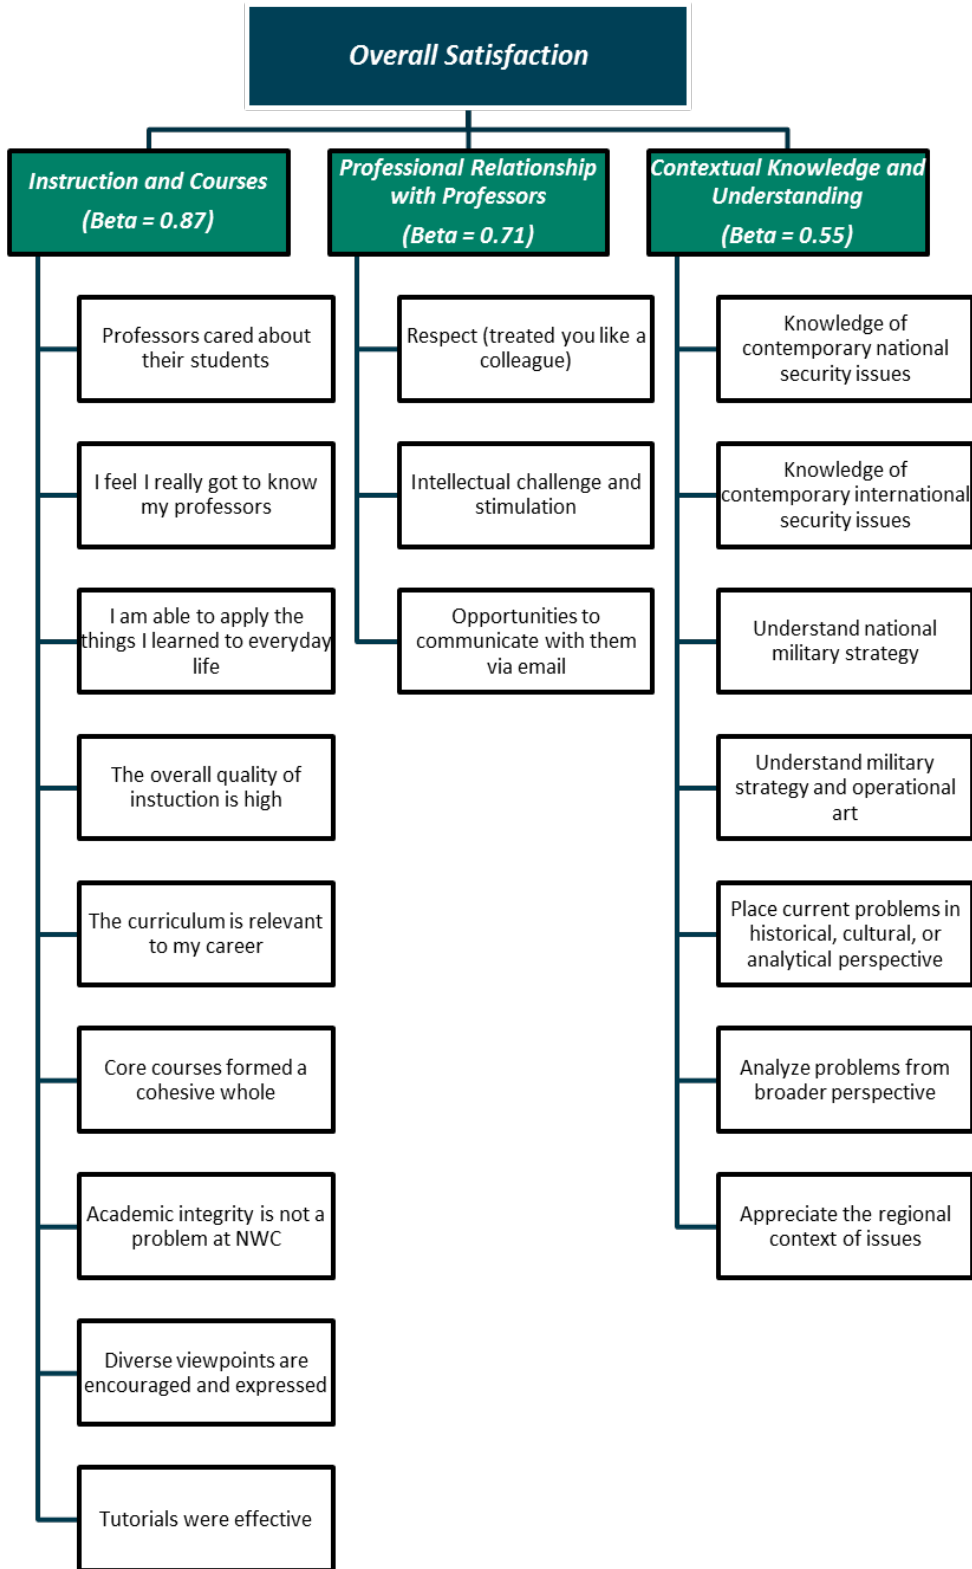 Overall Satisfaction
Instruction and Courses
(Beta = 0.87)
Professors cared about
their students
I feel I really got to know
my professors
I am able to apply the
things I learned to everyday
life
The overall quality of
instuction is high
The curriculum is relevant
to my career
Core courses formed a
cohesive whole
Academic integrity is not a
problem at NWC
Diverse viewpoints are
encouraged and expressed
Tutorials were effective
Professional Relationship
with Professors
(Beta = 0.71)
Respect (treated you like a
colleague)
Intellectual challenge and
stimulation
Opportunities to
communicate with them
via email
Contextual Knowledge and
Understanding
(Beta = 0.55)
Knowledge of
contemporary national
security issues
Knowledge of
contemporary international
security issues
Understand national
military strategy
Understand military
strategy and operational
art
Place current problems in
historical, cultural, or
analytical perspective
Analyze problems from
broader perspective
Appreciate the regional
context of issues